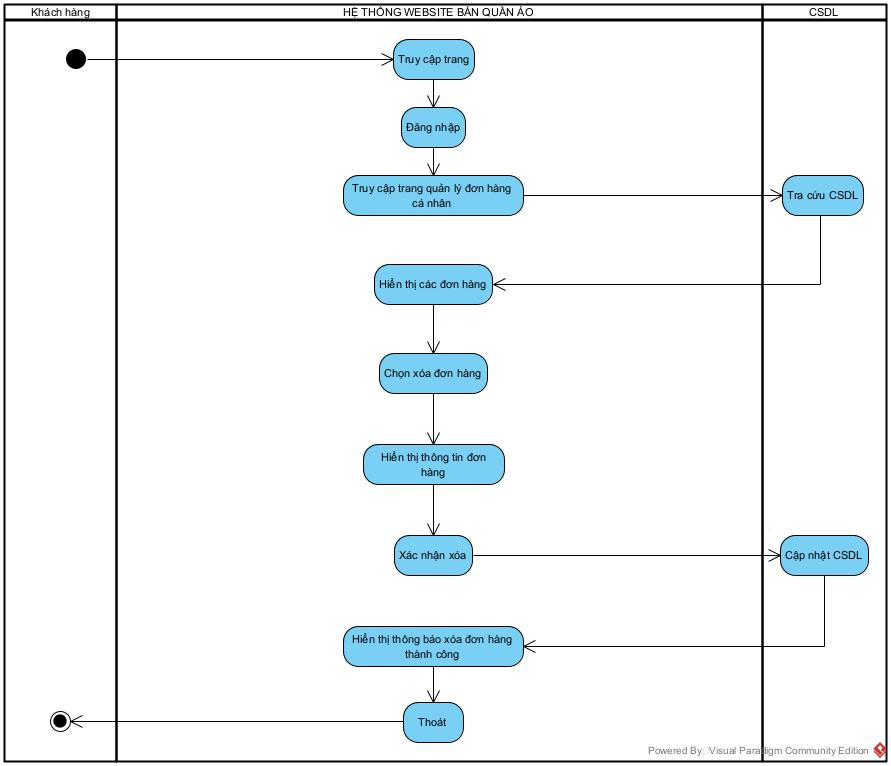 Khách hàng
HỆ THỐNG WEBSITE BÁN QUẦN ÁO
CSDL
Truy cập trang
Đăng nhập
Truy cập trang quản lý đơn hàng
cá nhân
Tra cứu CSDL
Hiển thị các đơn hàng
Chọn xóa đơn hàng
Hiển thị thông tin đơn
hàng
Xác nhận xóa
Cập nhật CSDL
Hiển thị thông báo xóa đơn hàng
thành công
Thoát
Powered By Visual Paradigm Community Edition